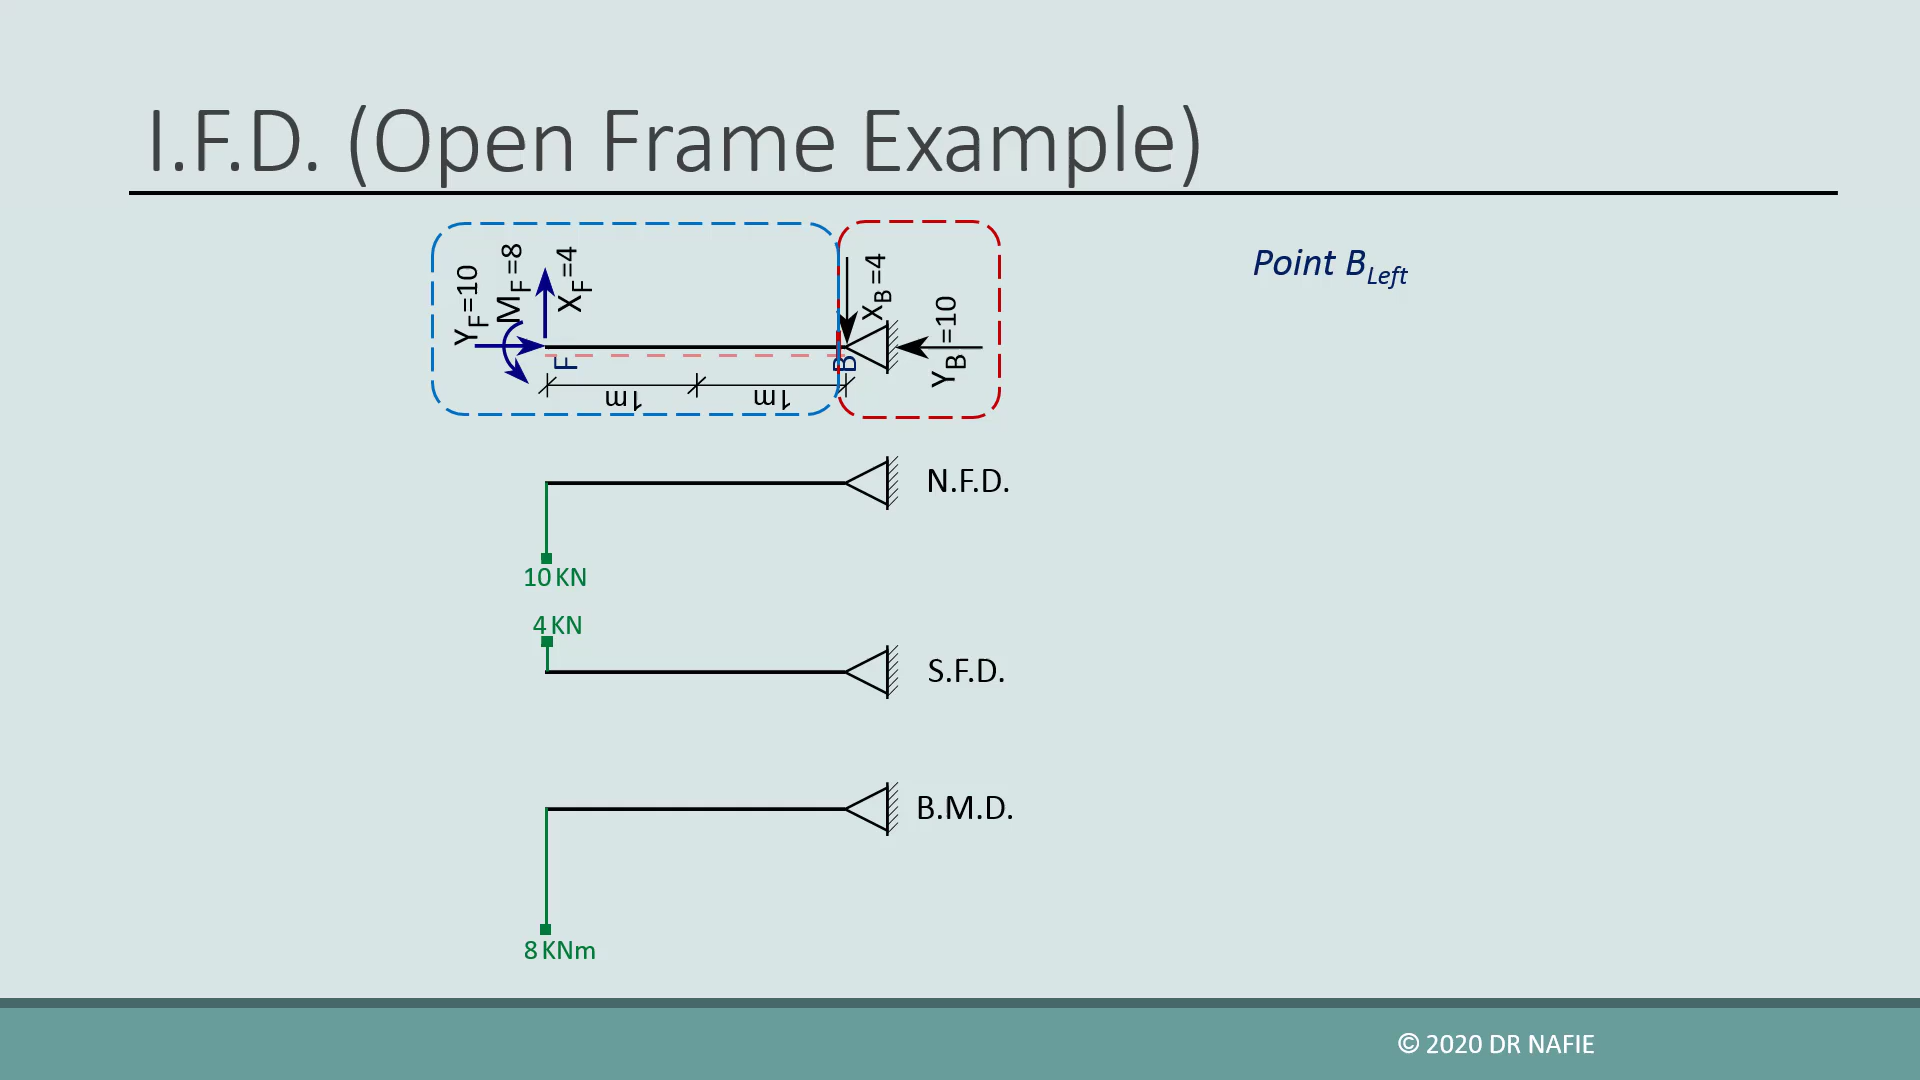 I.F.D. (Open Frame Example)
Y_F=10
M_F=8
X_F=4
X_B=4
Y_B=10
F
B
1m
1m
Point B_Left
N.F.D.
10 KN
4 KN
S.F.D.
B.M.D.
8 KNm
© 2020 DR NAFIE